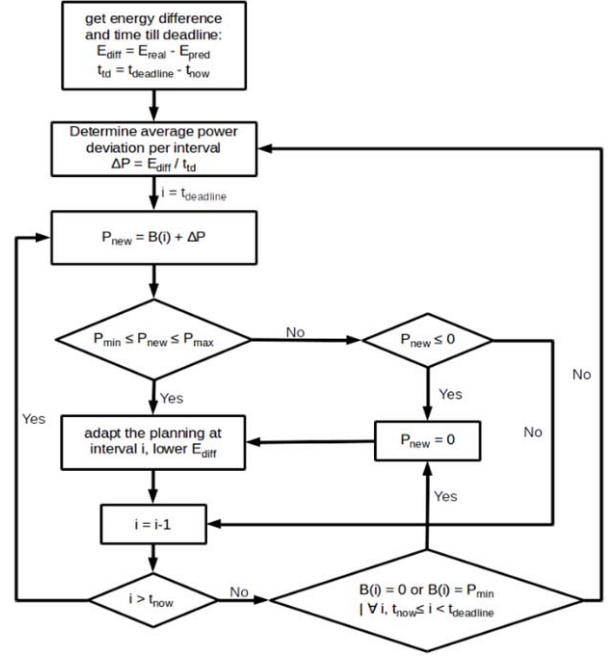 get energy difference
and time till deadline:
E_diff = E_real - E_pred
t_td = t_deadline - t_now
Determine average power
deviation per interval
ΔP = E_diff / t_td
i = t_deadline
P_new = B(i) + ΔP
P_min ≤ P_new ≤ P_max
No
P_new ≤ 0
No
Yes
Yes
Yes
No
adapt the planning at
interval i, lower E_diff
P_new = 0
Yes
i = i-1
i > t_now
No
B(i) = 0 or B(i) = P_min
| ∀ i, t_now ≤ i < t_deadline